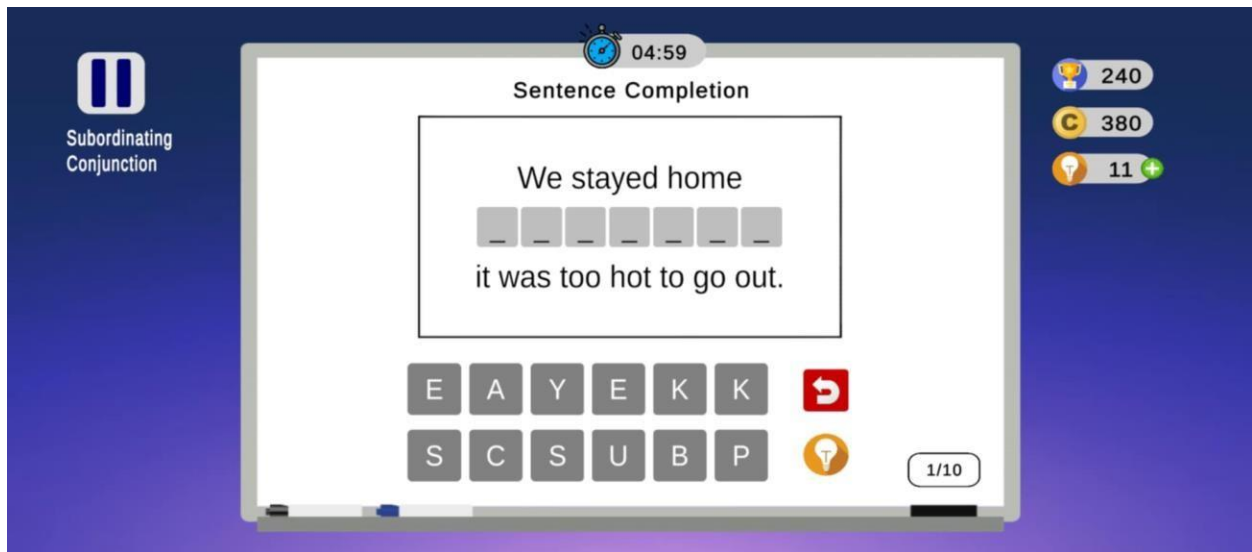 04:59
Sentence Completion
240
380
11
Subordinating
Conjunction
We stayed home
_ _ _ _ _ _ _
it was too hot to go out.
E A Y E K K
S C S U B P
1/10